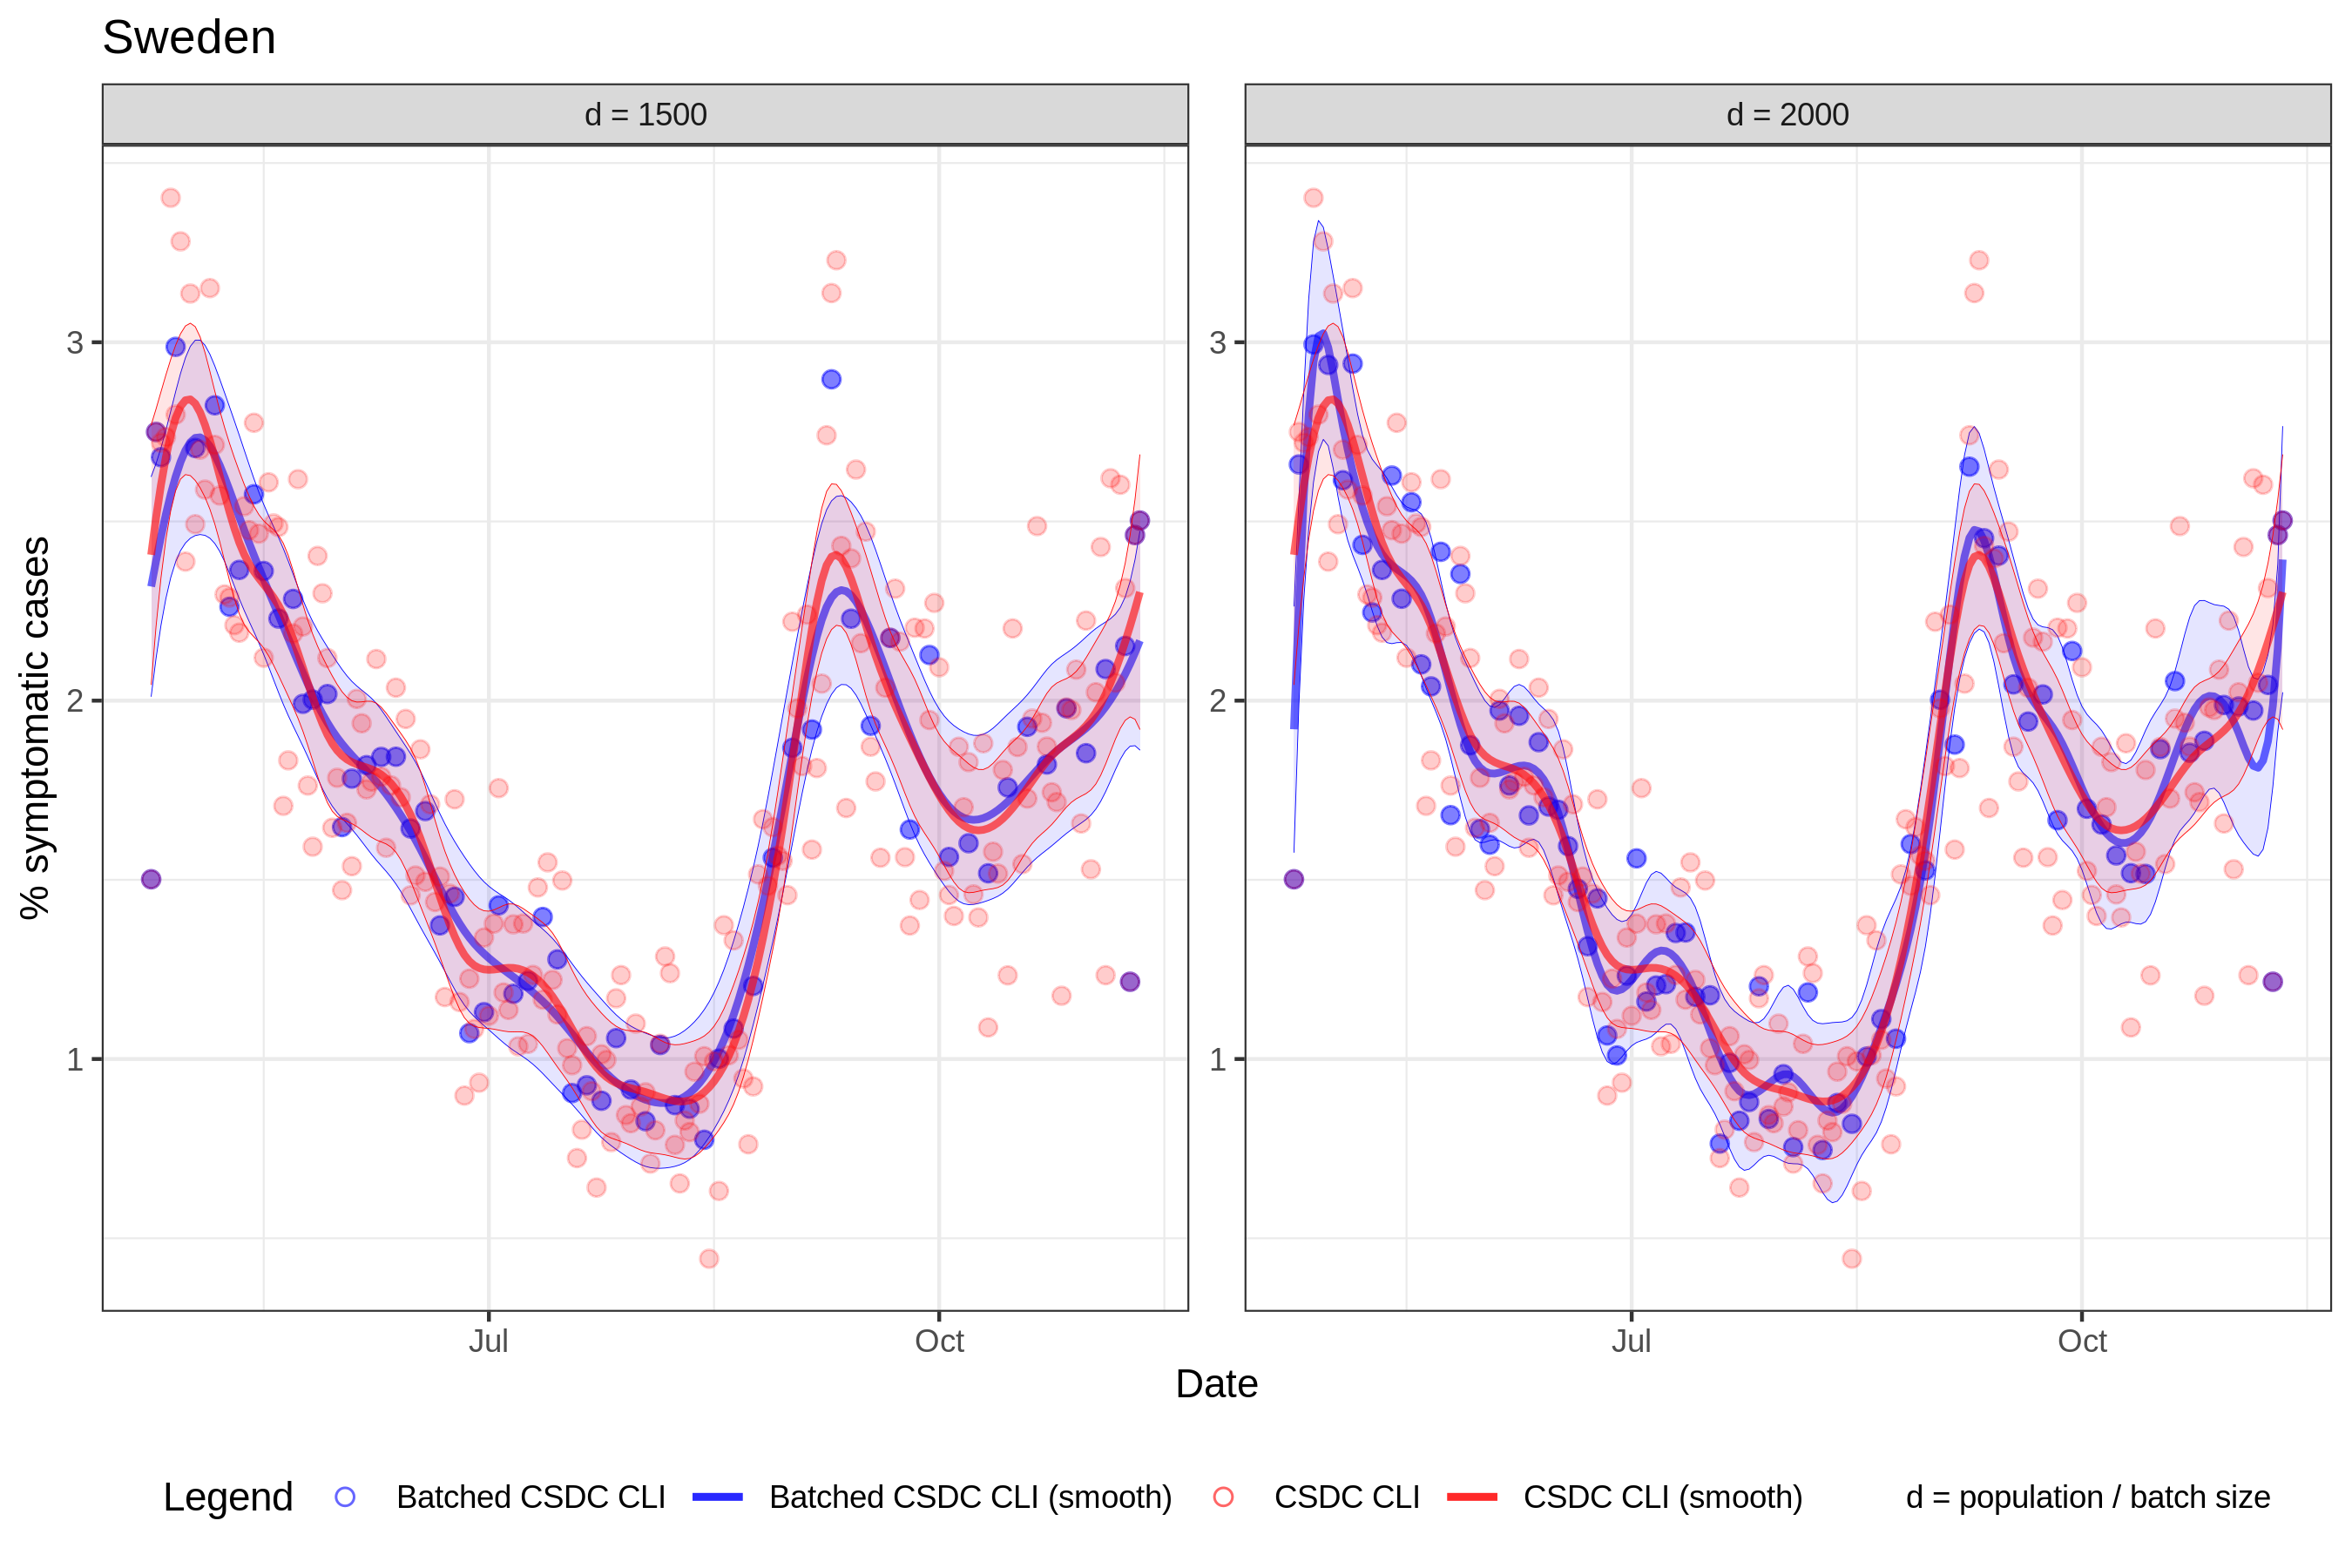 Sweden
d = 1500
d = 2000
% symptomatic cases
3
2
1
3
2
1
Jul
Oct
Jul
Oct
Date
Legend
Batched CSDC CLI
Batched CSDC CLI (smooth)
CSDC CLI
CSDC CLI (smooth)
d = population / batch size